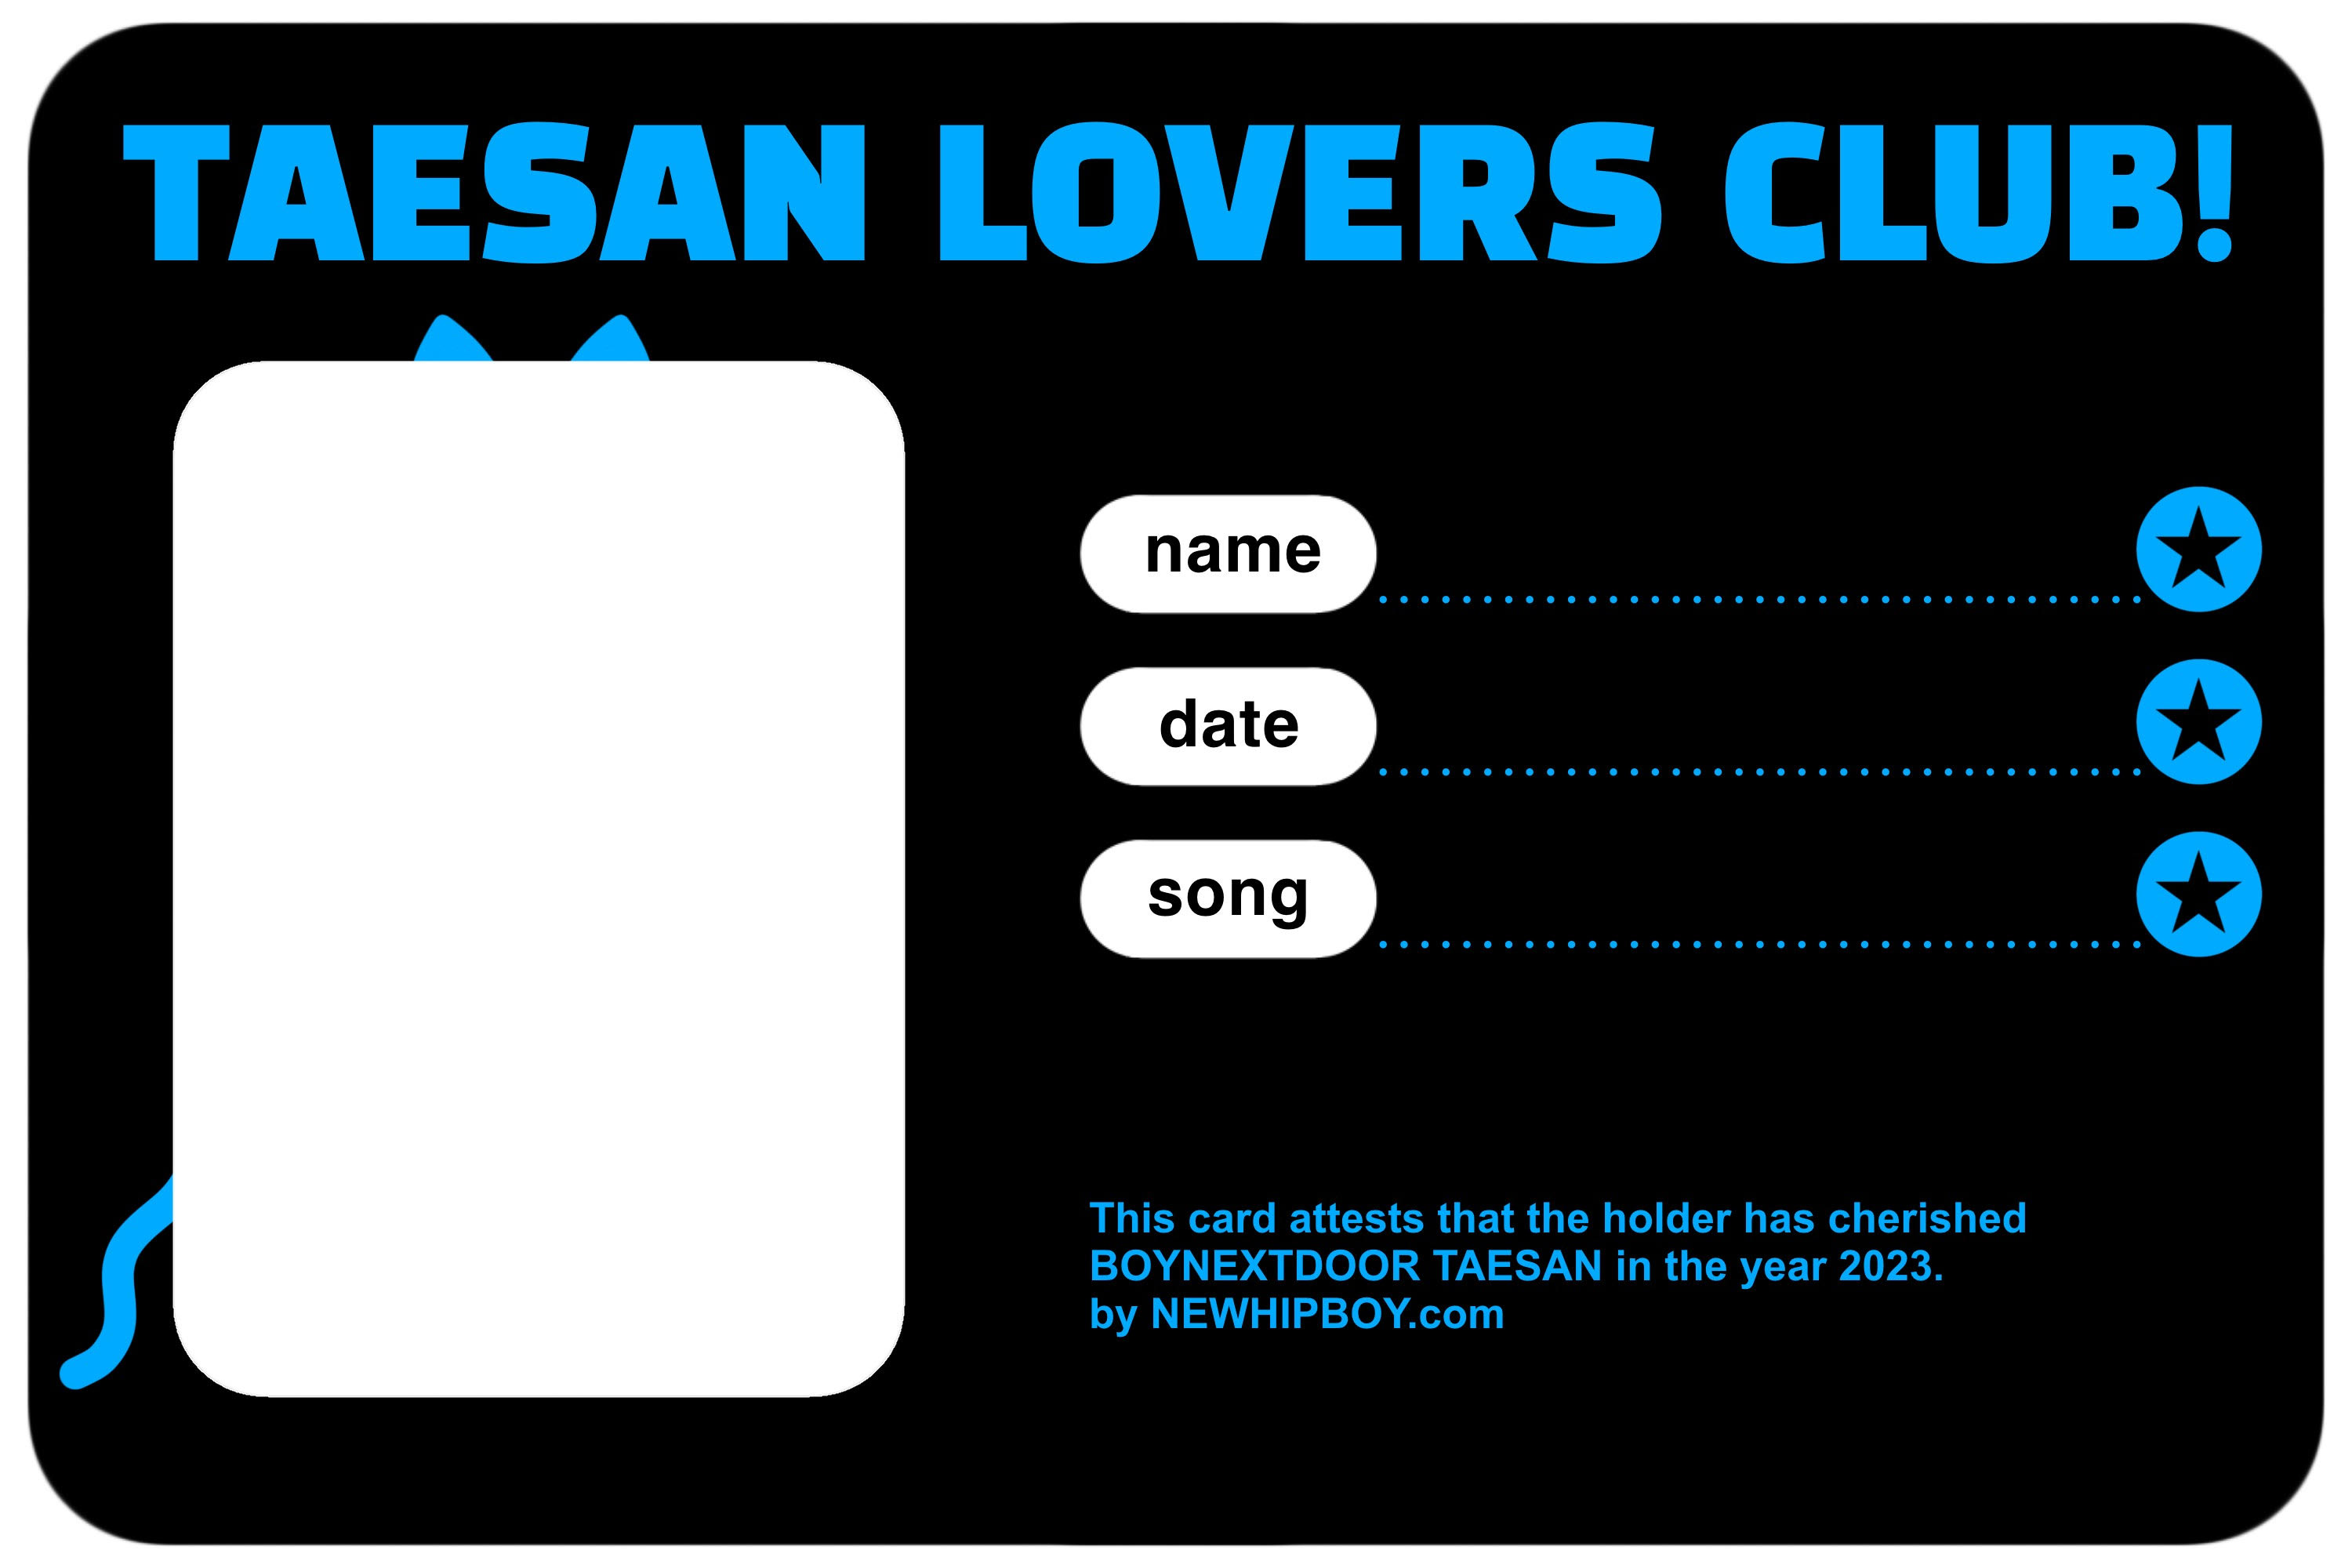 TAESAN LOVERS CLUB!
name
date
song
This card attests that the holder has cherished
BOYNEXTDOOR TAESAN in the year 2023.
by NEWHIPBOY.com